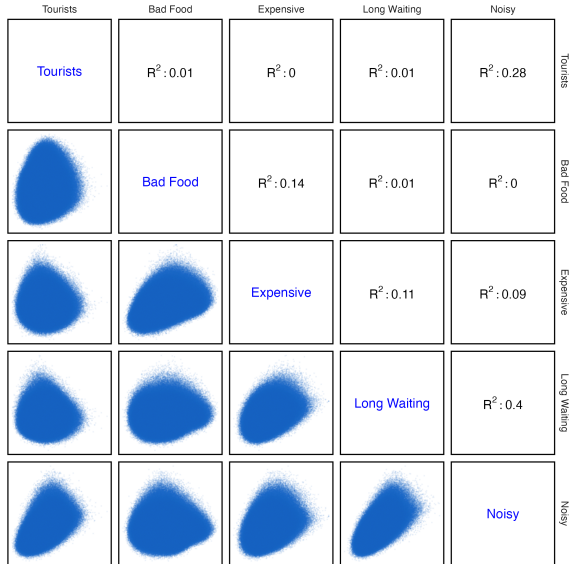 Tourists Bad Food Expensive Long Waiting Noisy
Tourists R²: 0.01 R²: 0 R²: 0.01 R²: 0.28 Tourists
Bad Food R²: 0.14 R²: 0.01 R²: 0 Bad Food
Expensive R²: 0.11 R²: 0.09 Expensive
Long Waiting R²: 0.4 Long Waiting
Noisy Noisy